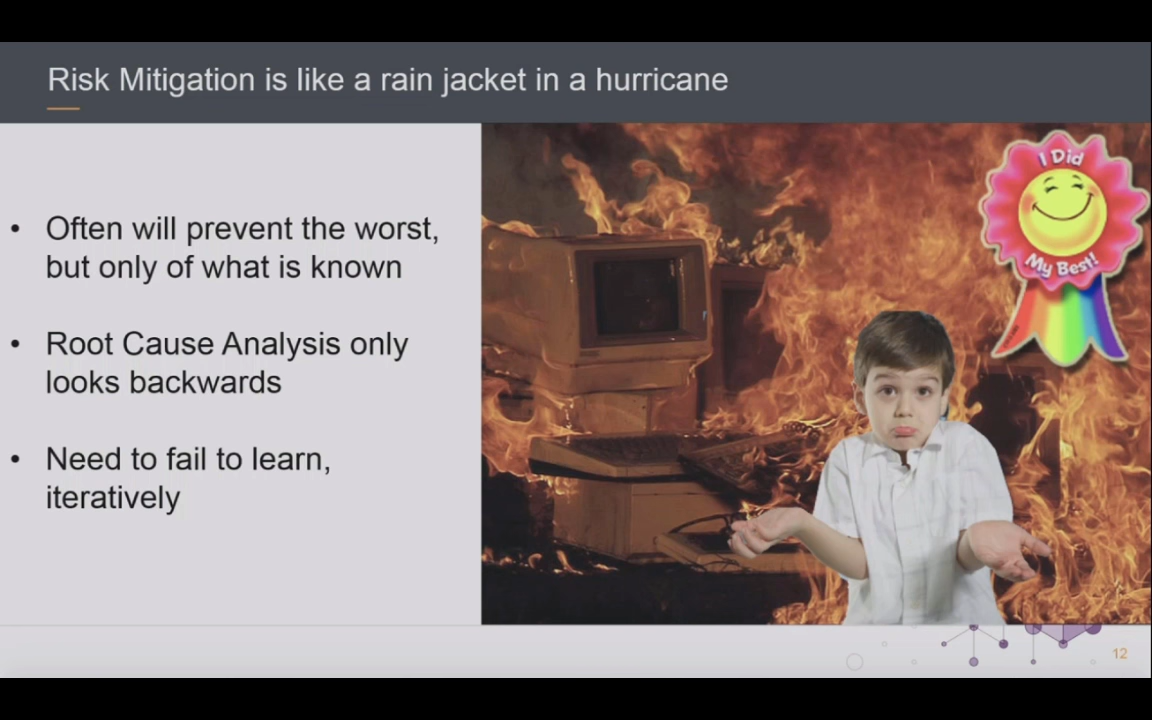 Risk Mitigation is like a rain jacket in a hurricane
• Often will prevent the worst,
but only of what is known
• Root Cause Analysis only
looks backwards
• Need to fail to learn,
iteratively
I Did
My Best!
12